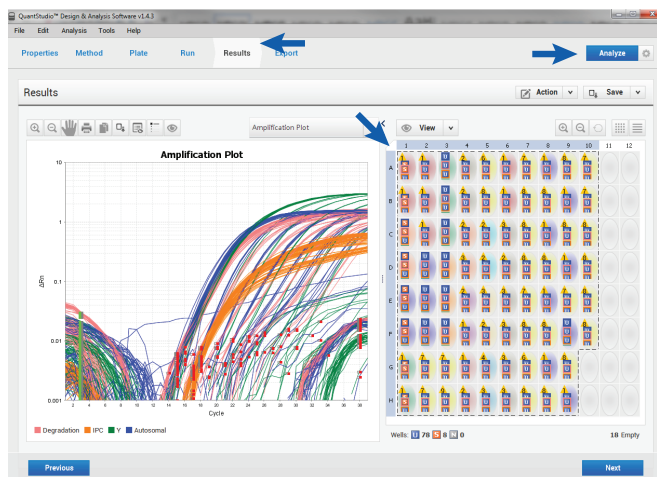 QuantStudio™ Design & Analysis Software v1.4.3
File Edit Analysis Tools Help
Properties Method Plate Run Results Export Analyze
Results Action Save
Amplification Plot View
Amplification Plot
10
1
0.1
0.01
0.001
ΔRn
2 4 6 8 10 12 14 16 18 20 22 24 26 28 30 32 34 36 38
Cycle
Degradation IPC Y Autosomal
1 2 3 4 5 6 7 8 9 10 11 12
A
B
C
D
E
F
G
H
Wells: U 78 S 8 N 0 18 Empty
Previous Next